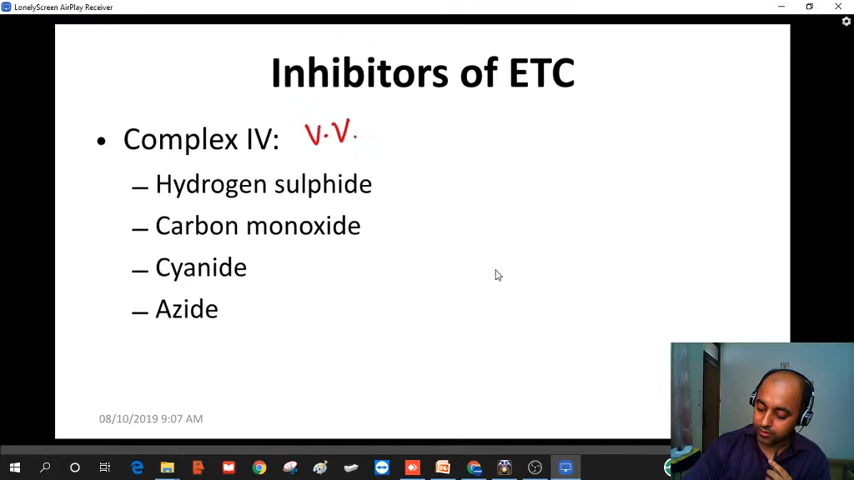 LonelyScreen AirPlay Receiver
Inhibitors of ETC
• Complex IV: V.V.
– Hydrogen sulphide
– Carbon monoxide
– Cyanide
– Azide
08/10/2019 9:07 AM